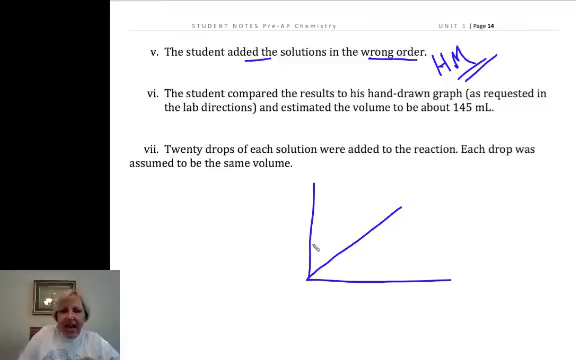 STUDENT NOTES Pre-AP Chemistry UNIT 1 | Page 14
v. The student added the solutions in the wrong order. HM
vi. The student compared the results to his hand-drawn graph (as requested in
the lab directions) and estimated the volume to be about 145 mL.
vii. Twenty drops of each solution were added to the reaction. Each drop was
assumed to be the same volume.